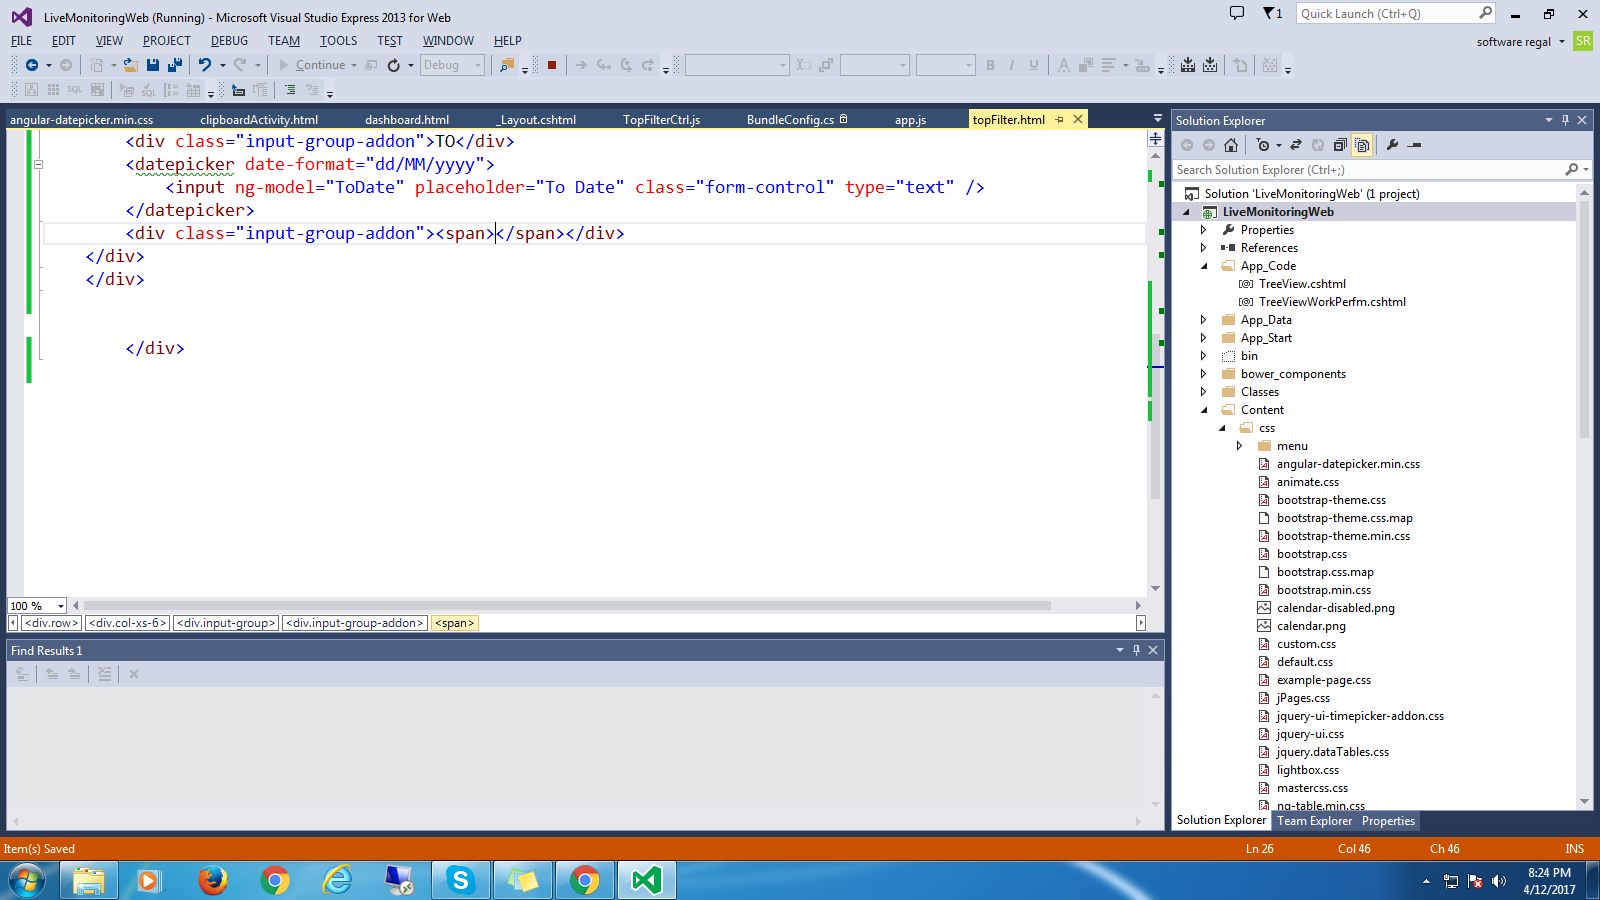 LiveMonitoringWeb (Running) - Microsoft Visual Studio Express 2013 for Web
1
Quick Launch (Ctrl+Q)
FILE EDIT VIEW PROJECT DEBUG TEAM TOOLS TEST WINDOW HELP
software regal
SR
Continue
Debug
B I U A
SQL
angular-datepicker.min.css clipboardActivity.html dashboard.html _Layout.cshtml TopFilterCtrl.js BundleConfig.cs app.js topFilter.html
<div class="input-group-addon">TO</div>
<datepicker date-format="dd/MM/yyyy">
<input ng-model="ToDate" placeholder="To Date" class="form-control" type="text" />
</datepicker>
<div class="input-group-addon"><span></span></div>
</div>
</div>
</div>
100 %
<div.row> <div.col-xs-6> <div.input-group> <div.input-group-addon> <span>
Find Results 1
Solution Explorer
Search Solution Explorer (Ctrl+;)
Solution 'LiveMonitoringWeb' (1 project)
LiveMonitoringWeb
Properties
References
App_Code
TreeView.cshtml
TreeViewWorkPerfm.cshtml
App_Data
App_Start
bin
bower_components
Classes
Content
css
menu
angular-datepicker.min.css
animate.css
bootstrap-theme.css
bootstrap-theme.css.map
bootstrap-theme.min.css
bootstrap.css
bootstrap.css.map
bootstrap.min.css
calendar-disabled.png
calendar.png
custom.css
default.css
example-page.css
jPages.css
jquery-ui-timepicker-addon.css
jquery-ui.css
jquery.dataTables.css
lightbox.css
mastercss.css
ng-table.min.css
Solution Explorer Team Explorer Properties
Item(s) Saved
Ln 26 Col 46 Ch 46 INS
8:24 PM
4/12/2017